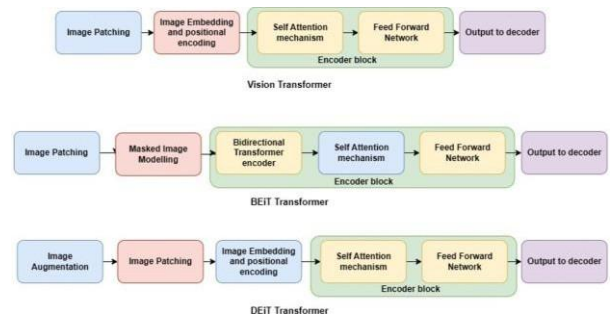 Image Patching
Image Embedding
and positional
encoding
Self Attention
mechanism
Feed Forward
Network
Output to decoder
Encoder block
Vision Transformer
Image Patching
Masked Image
Modelling
Bidirectional
Transformer
encoder
Self Attention
mechanism
Feed Forward
Network
Output to decoder
Encoder block
BEiT Transformer
Image
Augmentation
Image Patching
Image Embedding
and positional
encoding
Self Attention
mechanism
Feed Forward
Network
Output to decoder
Encoder block
DEiT Transformer